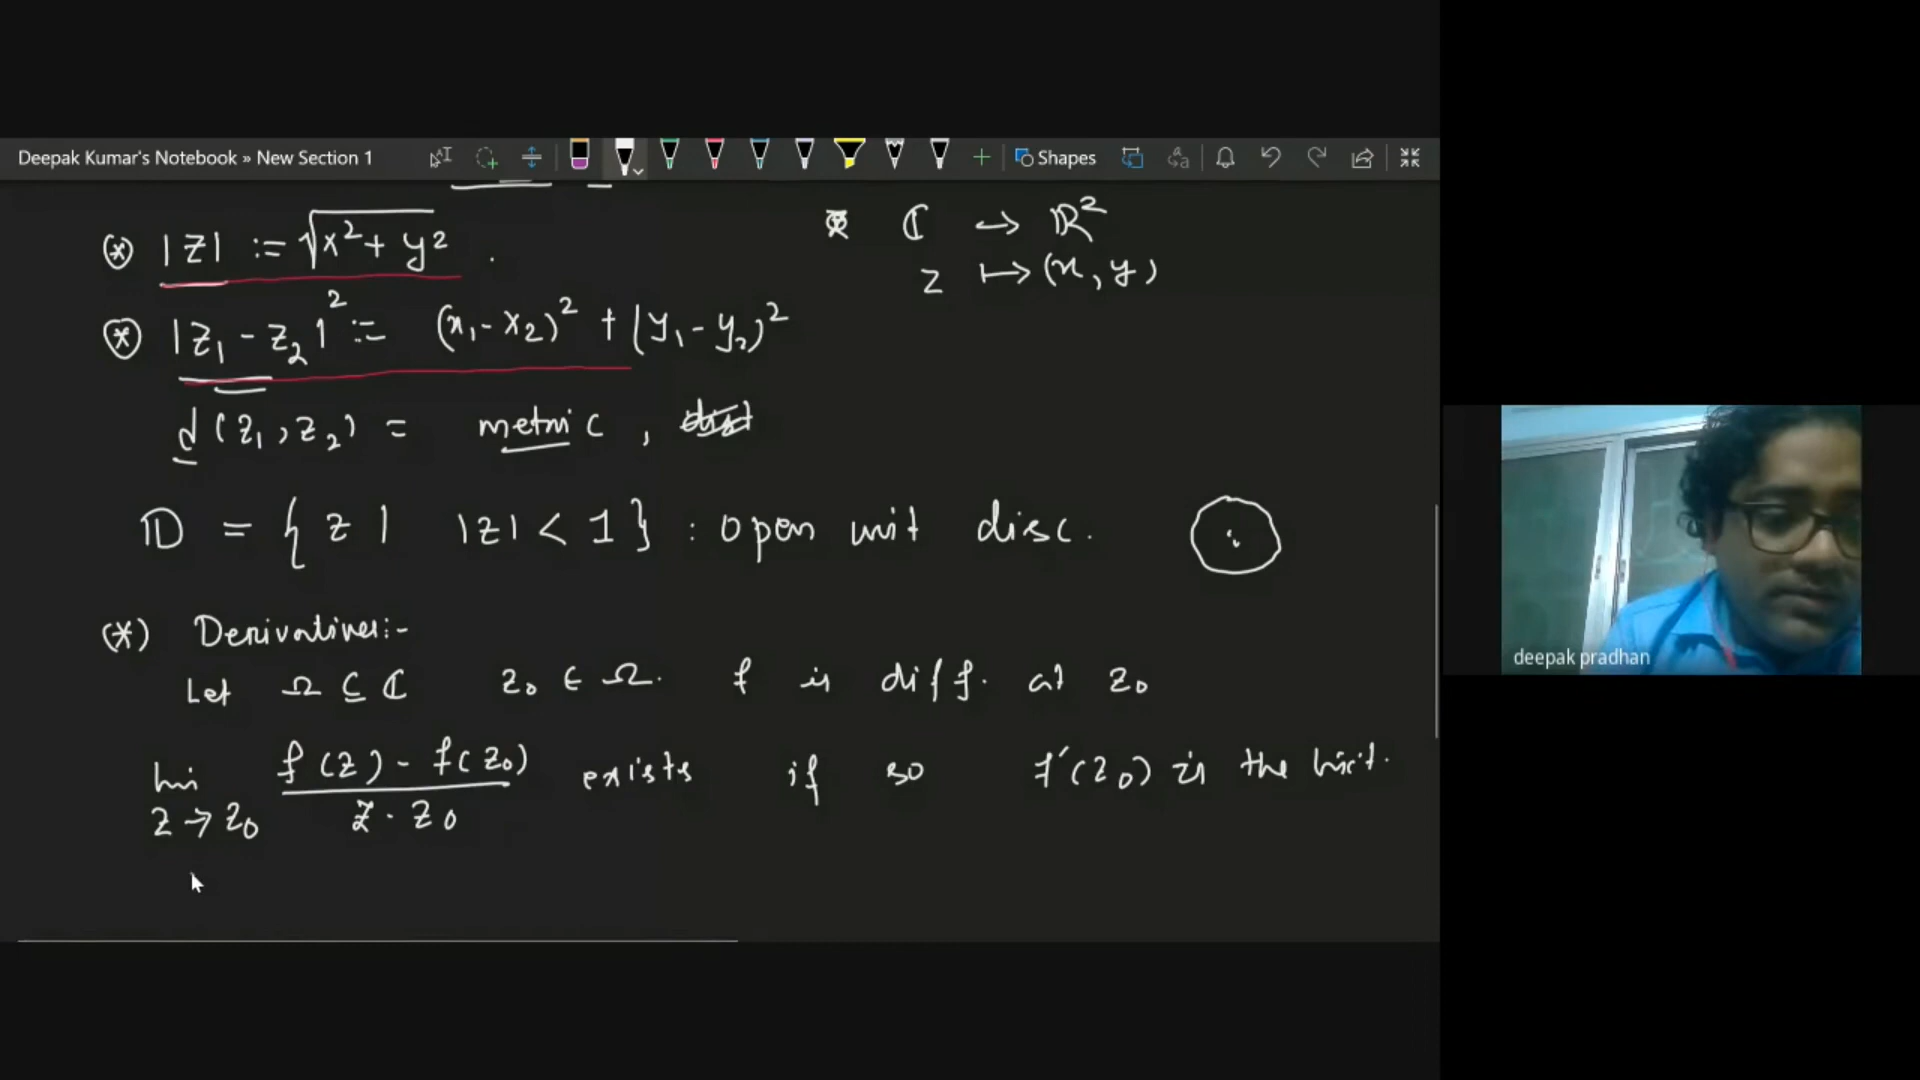 Deepak Kumar's Notebook » New Section 1
Shapes
⊛ |z| := √(x² + y²) .
ℂ ↔ ℝ²
z ↦ (x, y)
⊛ |z₁ - z₂|² := (x₁ - x₂)² + (y₁ - y₂)²
d(z₁, z₂) = metric ,
𝔻 = { z | |z| < 1 } : open unit disc.
(*) Derivatives:-
Let Ω ⊆ ℂ z₀ ∈ Ω. f is diff. at z₀
lim z→z₀ (f(z) - f(z₀))/(z - z₀) exists if so f′(z₀) is the limit.
deepak pradhan